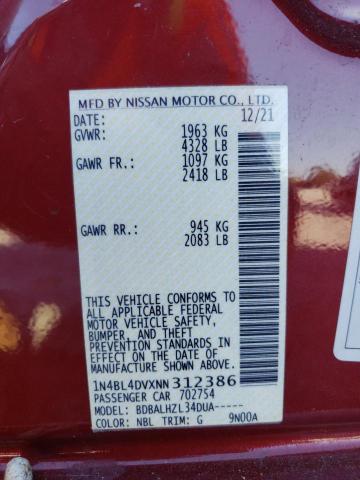 MFD BY NISSAN MOTOR CO., LTD.
DATE: 12/21
GVWR: 1963 KG
4328 LB
GAWR FR.: 1097 KG
2418 LB
GAWR RR.: 945 KG
2083 LB
THIS VEHICLE CONFORMS TO
ALL APPLICABLE FEDERAL
MOTOR VEHICLE SAFETY,
BUMPER, AND THEFT
PREVENTION STANDARDS IN
EFFECT ON THE DATE OF
MANUFACTURE SHOWN ABOVE.
1N4BL4DVXNN312386
PASSENGER CAR 702754
MODEL: BDBALHZL34DUA-----
COLOR: NBL TRIM: G 9N00A